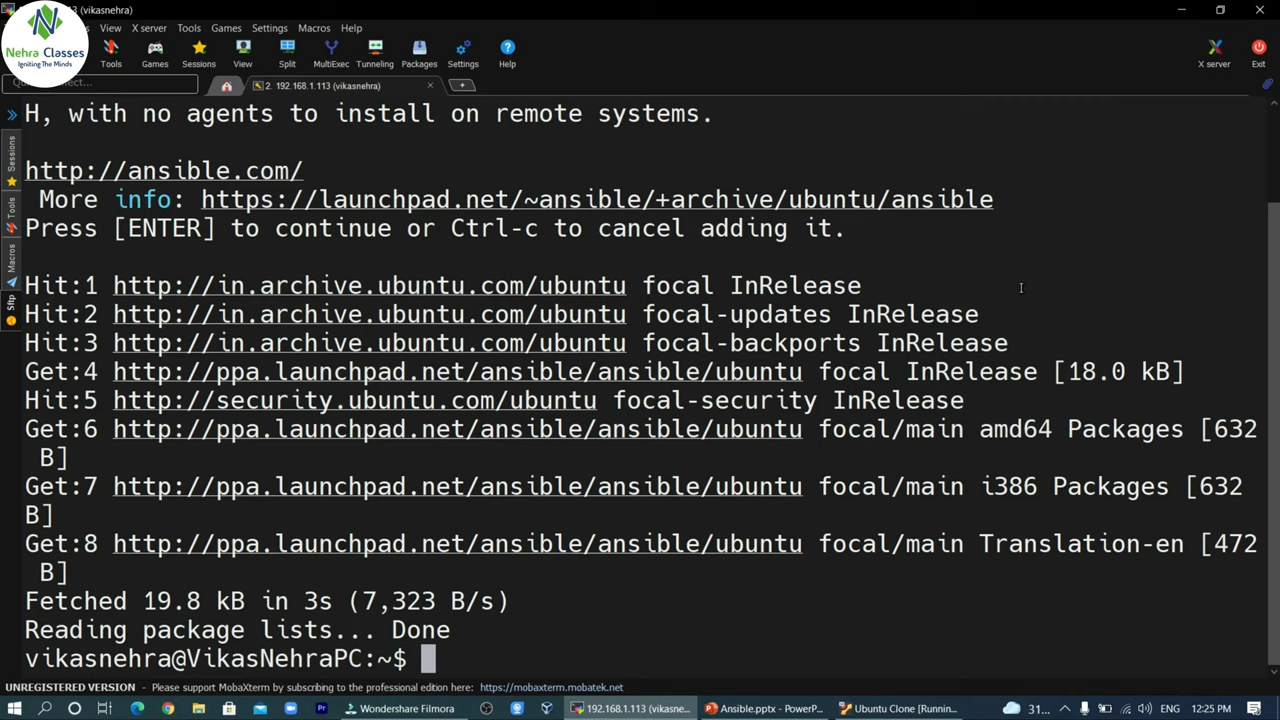 (vikasnehra)
View X server Tools Games Settings Macros Help
Nehra Classes
Igniting The Minds
Tools Games Sessions View Split MultiExec Tunneling Packages Settings Help X server Exit
2. 192.168.1.113 (vikasnehra)
H, with no agents to install on remote systems.
http://ansible.com/
More info: https://launchpad.net/~ansible/+archive/ubuntu/ansible
Press [ENTER] to continue or Ctrl-c to cancel adding it.
Hit:1 http://in.archive.ubuntu.com/ubuntu focal InRelease
Hit:2 http://in.archive.ubuntu.com/ubuntu focal-updates InRelease
Hit:3 http://in.archive.ubuntu.com/ubuntu focal-backports InRelease
Get:4 http://ppa.launchpad.net/ansible/ansible/ubuntu focal InRelease [18.0 kB]
Hit:5 http://security.ubuntu.com/ubuntu focal-security InRelease
Get:6 http://ppa.launchpad.net/ansible/ansible/ubuntu focal/main amd64 Packages [632
B]
Get:7 http://ppa.launchpad.net/ansible/ansible/ubuntu focal/main i386 Packages [632
B]
Get:8 http://ppa.launchpad.net/ansible/ansible/ubuntu focal/main Translation-en [472
B]
Fetched 19.8 kB in 3s (7,323 B/s)
Reading package lists... Done
vikasnehra@VikasNehraPC:~$
Sessions
Tools
Macros
Sftp
UNREGISTERED VERSION - Please support MobaXterm by subscribing to the professional edition here: https://mobaxterm.mobatek.net
Wondershare Filmora 192.168.1.113 (vikasne... Ansible.pptx - PowerP... Ubuntu Clone [Runnin... 31... ENG 12:25 PM